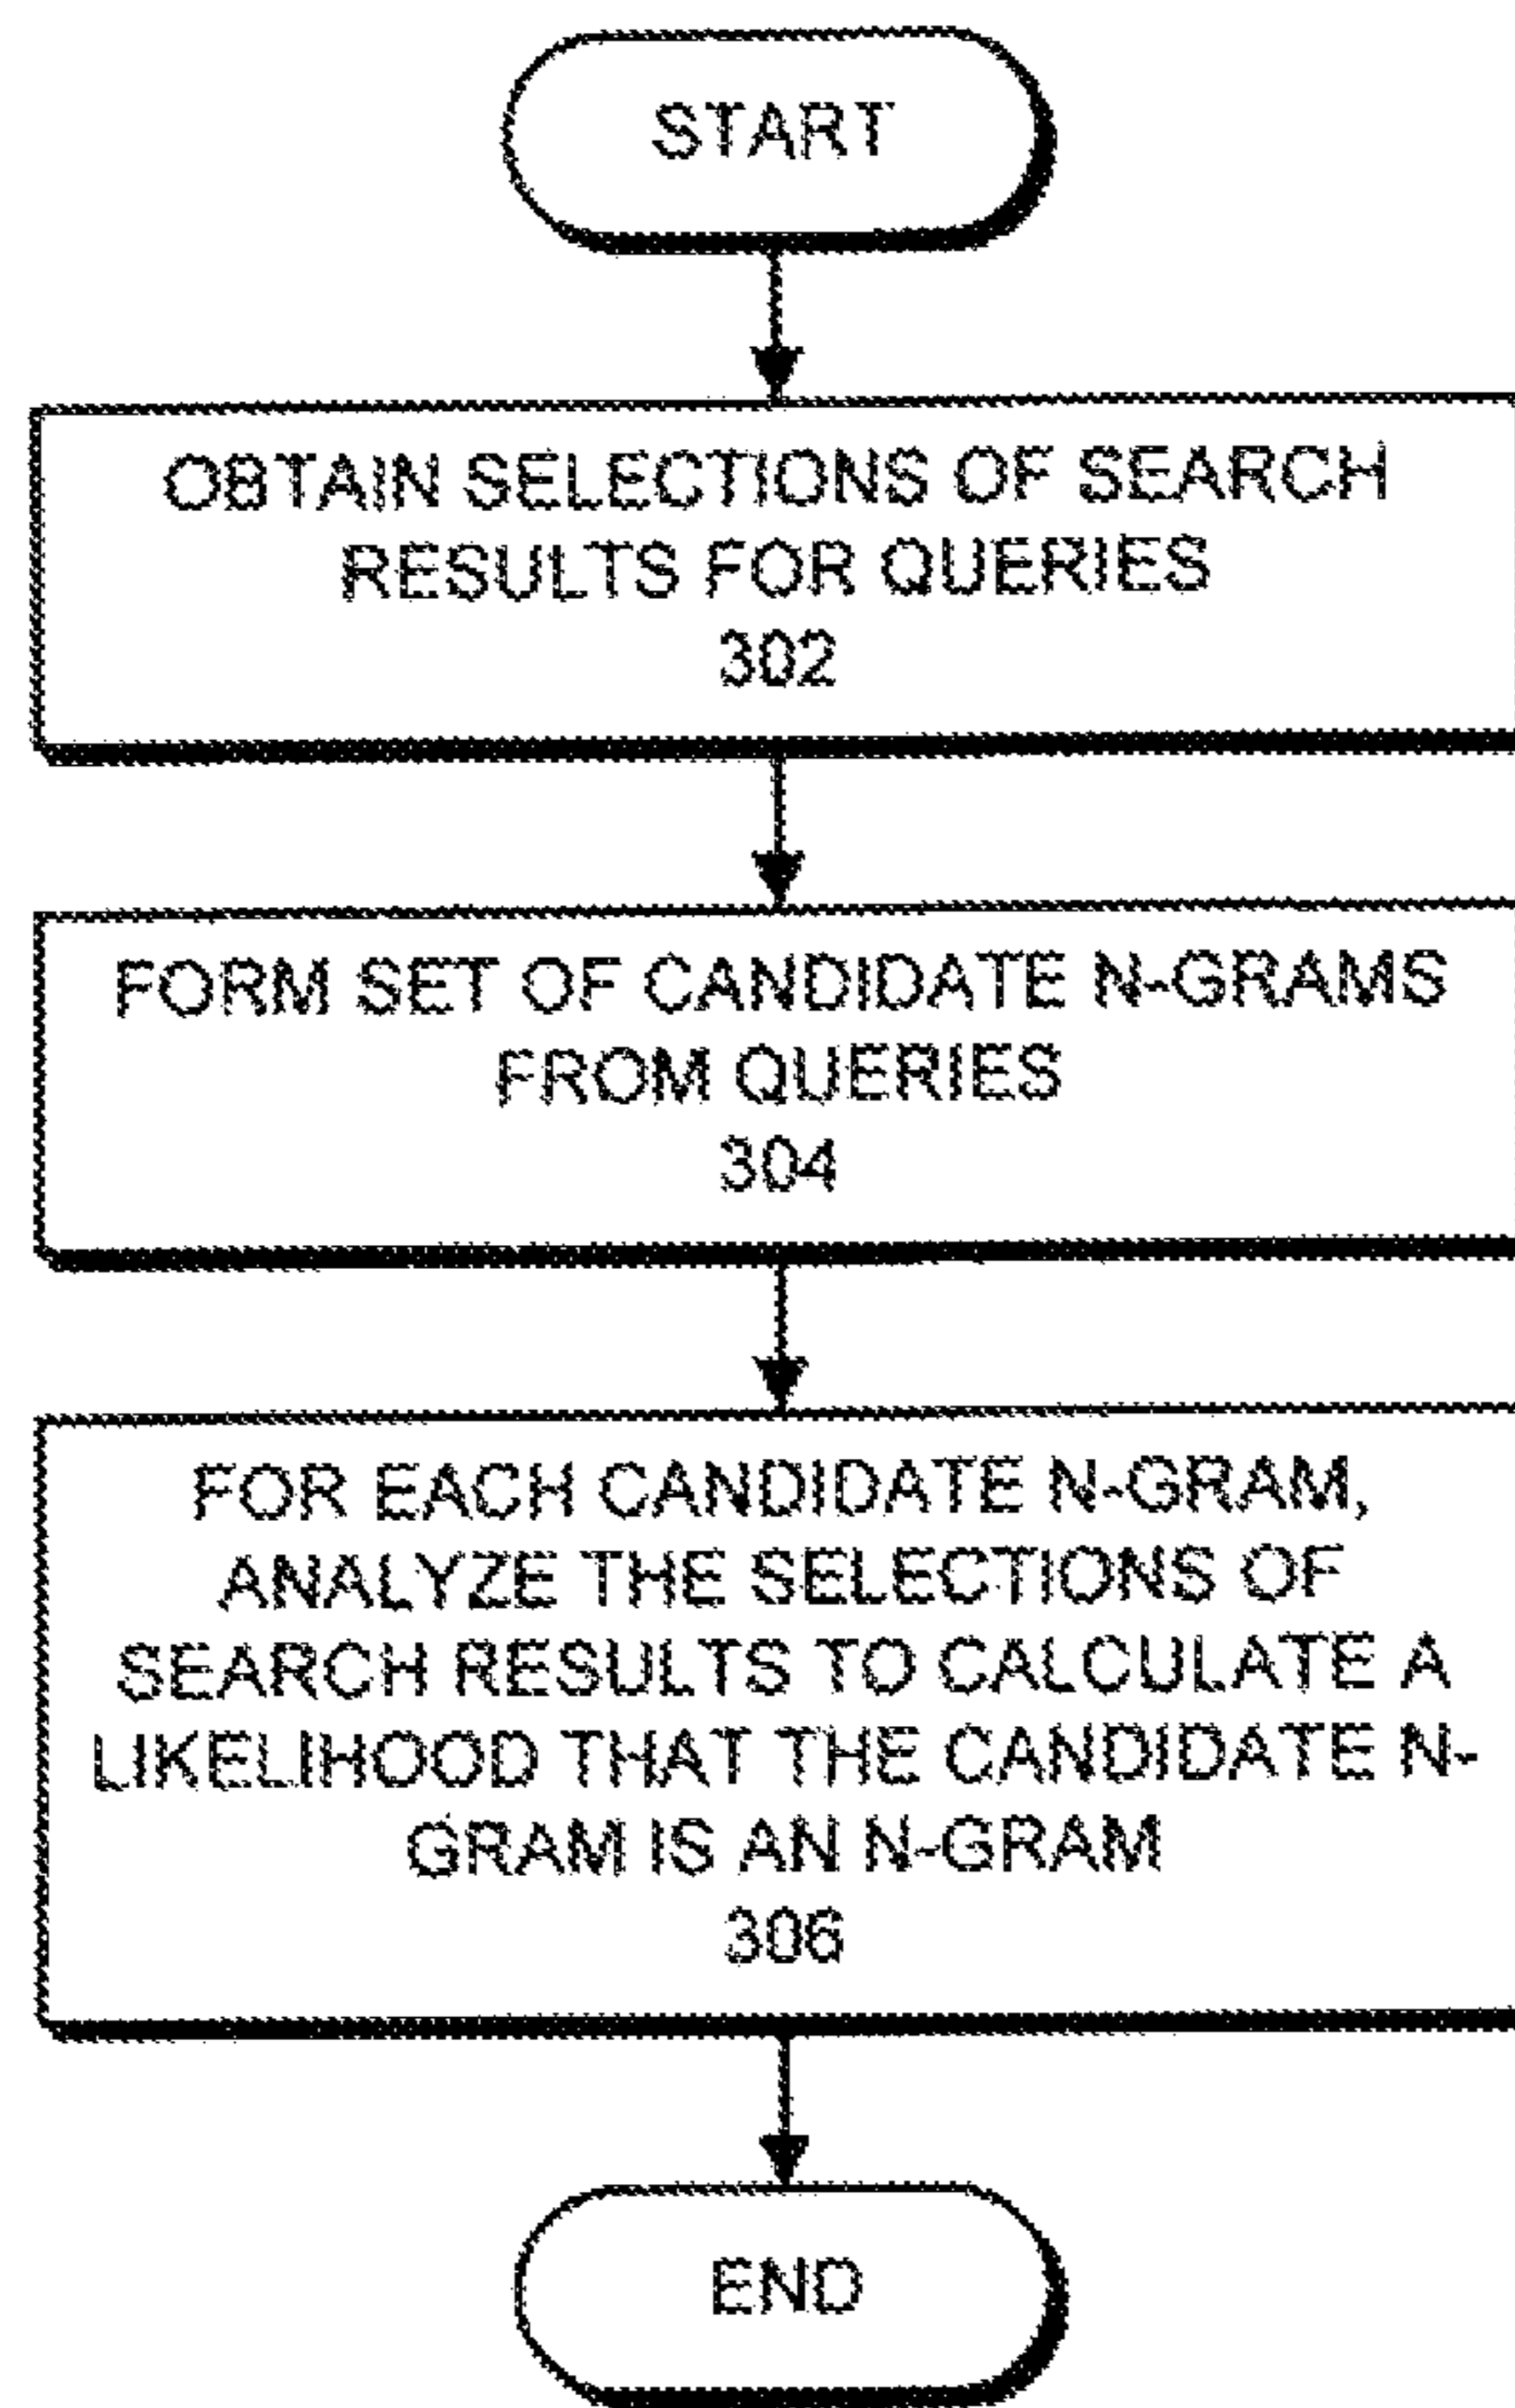 START
OBTAIN SELECTIONS OF SEARCH
RESULTS FOR QUERIES
302
FORM SET OF CANDIDATE N-GRAMS
FROM QUERIES
304
FOR EACH CANDIDATE N-GRAM,
ANALYZE THE SELECTIONS OF
SEARCH RESULTS TO CALCULATE A
LIKELIHOOD THAT THE CANDIDATE N-
GRAM IS AN N-GRAM
306
END